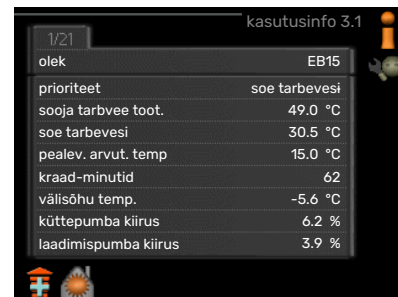 kasutusinfo 3.1
1/21
olek EB15
prioriteet soe tarbevesi
sooja tarbvee toot. 49.0 °C
soe tarbevesi 30.5 °C
pealev. arvut. temp 15.0 °C
kraad-minutid 62
välisõhu temp. -5.6 °C
küttepumba kiirus 6.2 %
laadimispumba kiirus 3.9 %